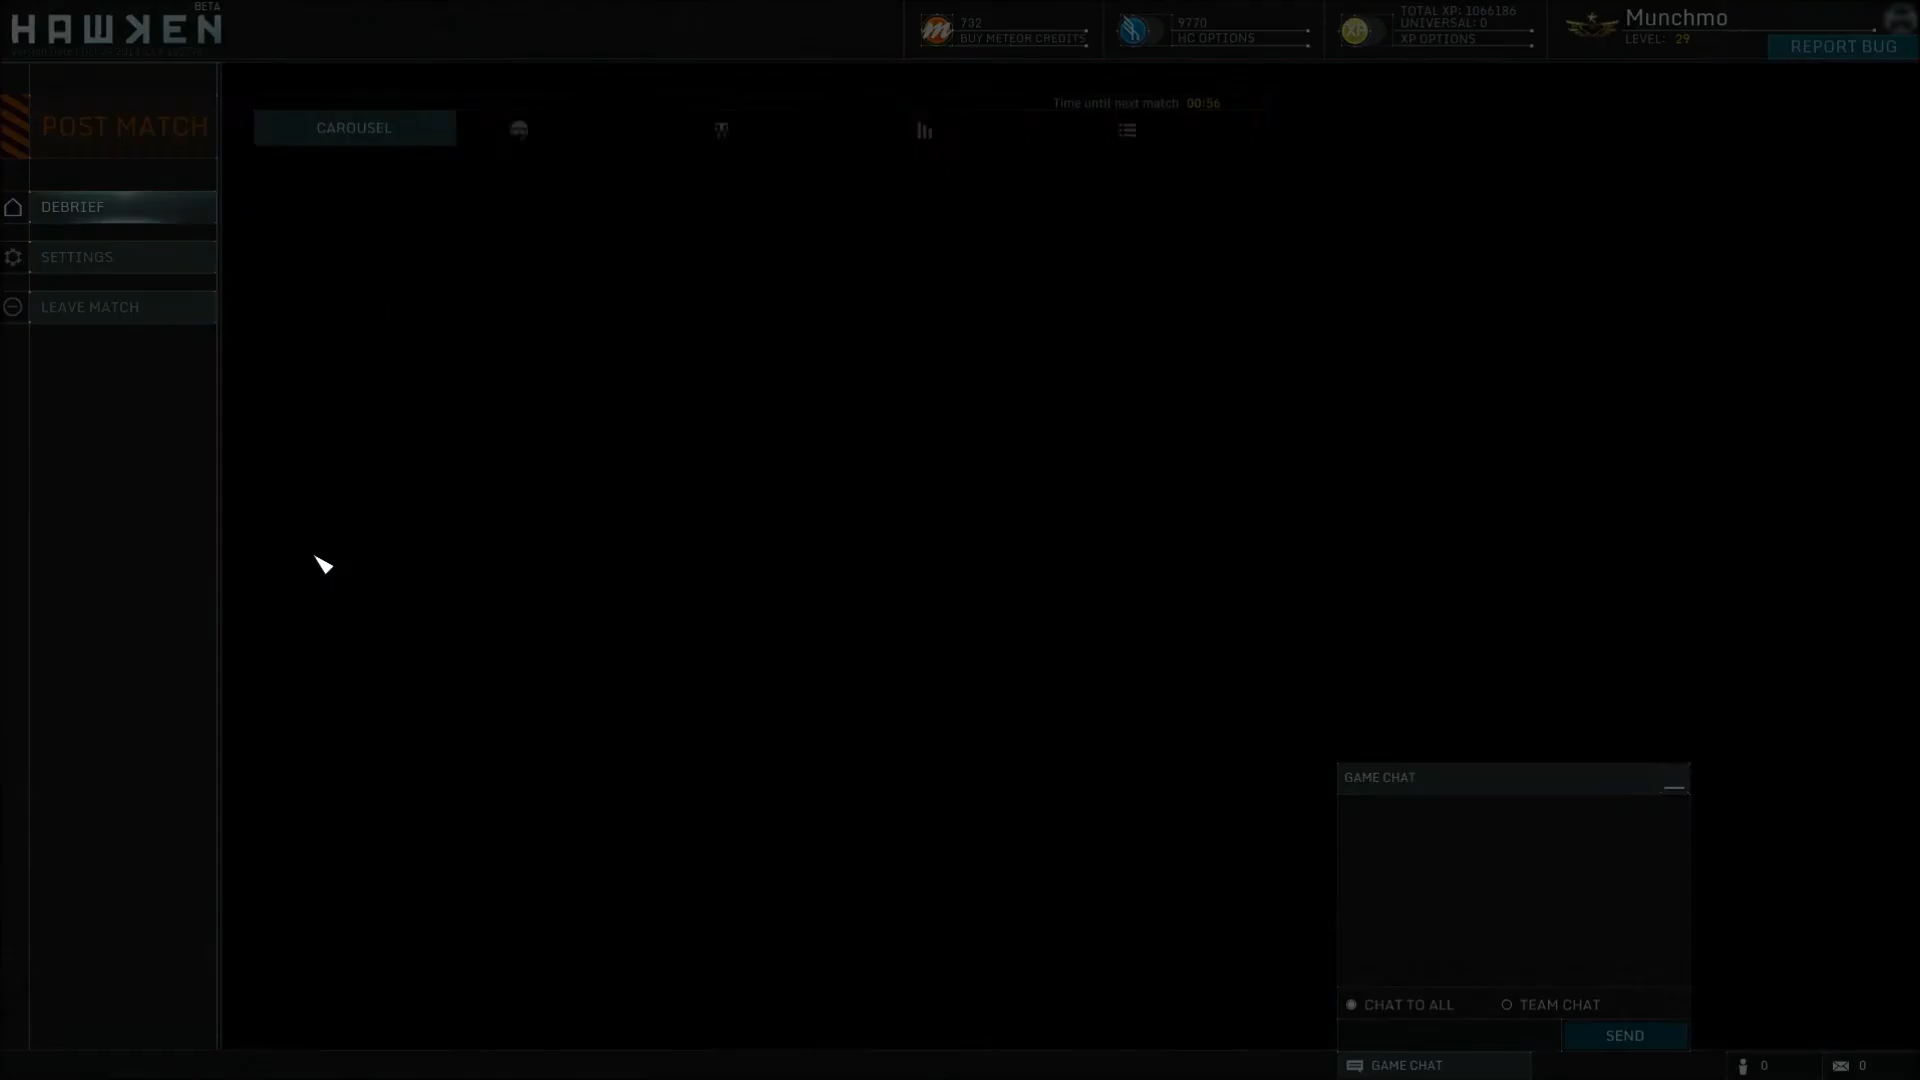 HAWKEN
BETA
732
BUY METEOR CREDITS
9770
HC OPTIONS
XP
TOTAL XP: 1066186
UNIVERSAL: 0
XP OPTIONS
Munchmo
LEVEL: 29
REPORT BUG
POST MATCH
Time until next match 00:56
CAROUSEL
DEBRIEF
SETTINGS
LEAVE MATCH
GAME CHAT
CHAT TO ALL
TEAM CHAT
SEND
GAME CHAT
0
0